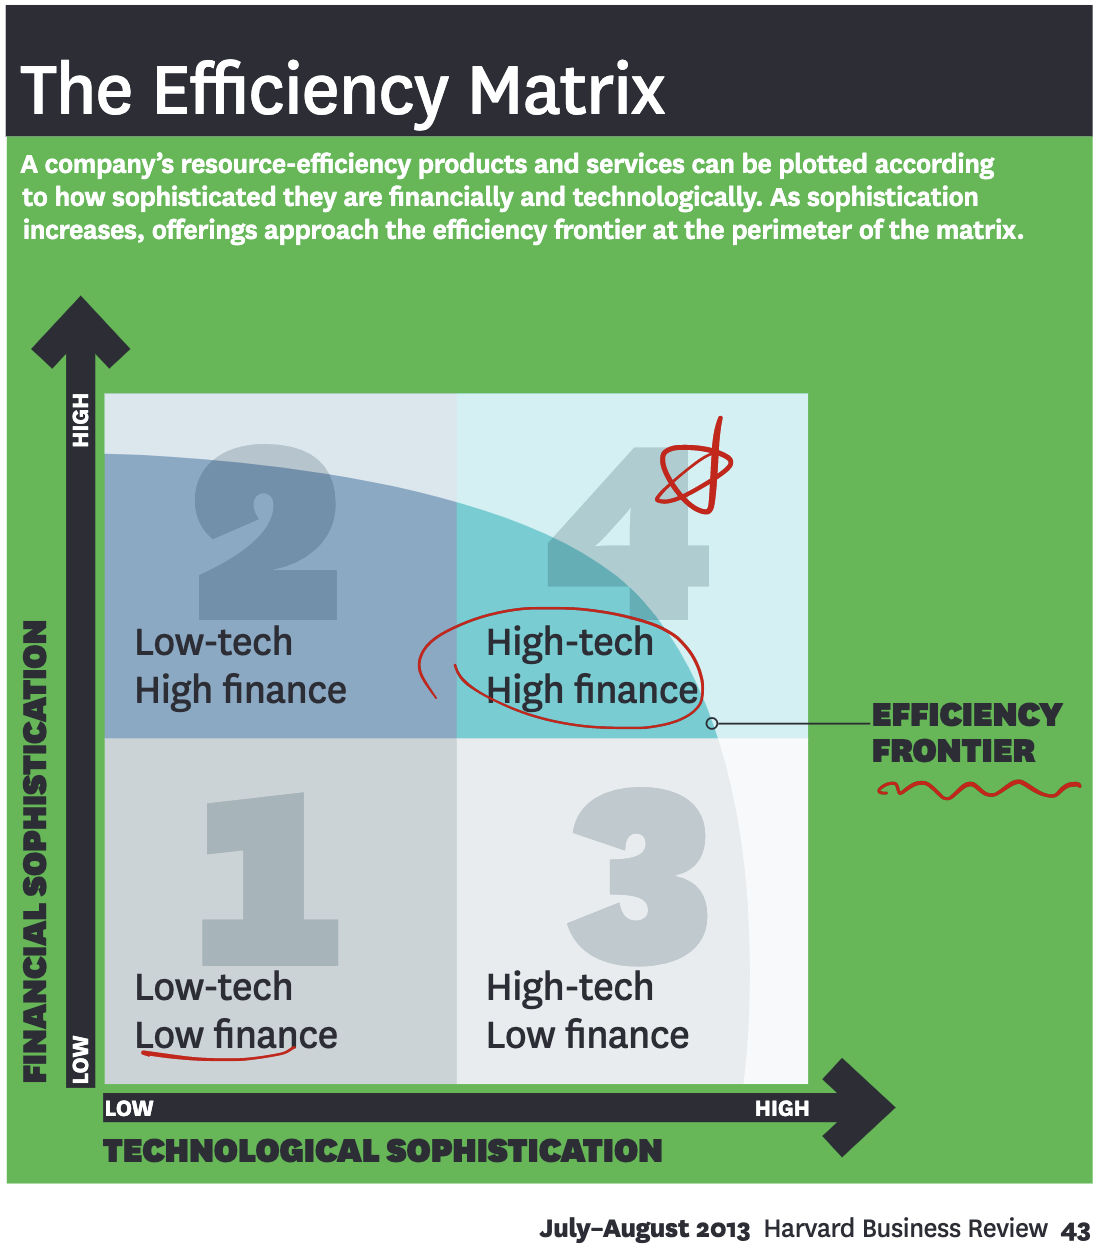 The Efficiency Matrix
A company's resource-efficiency products and services can be plotted according
to how sophisticated they are financially and technologically. As sophistication
increases, offerings approach the efficiency frontier at the perimeter of the matrix.
HIGH
FINANCIAL SOPHISTICATION
LOW
2
Low-tech
High finance
4
High-tech
High finance
EFFICIENCY
FRONTIER
1
Low-tech
Low finance
3
High-tech
Low finance
LOW
HIGH
TECHNOLOGICAL SOPHISTICATION
July–August 2013 Harvard Business Review 43